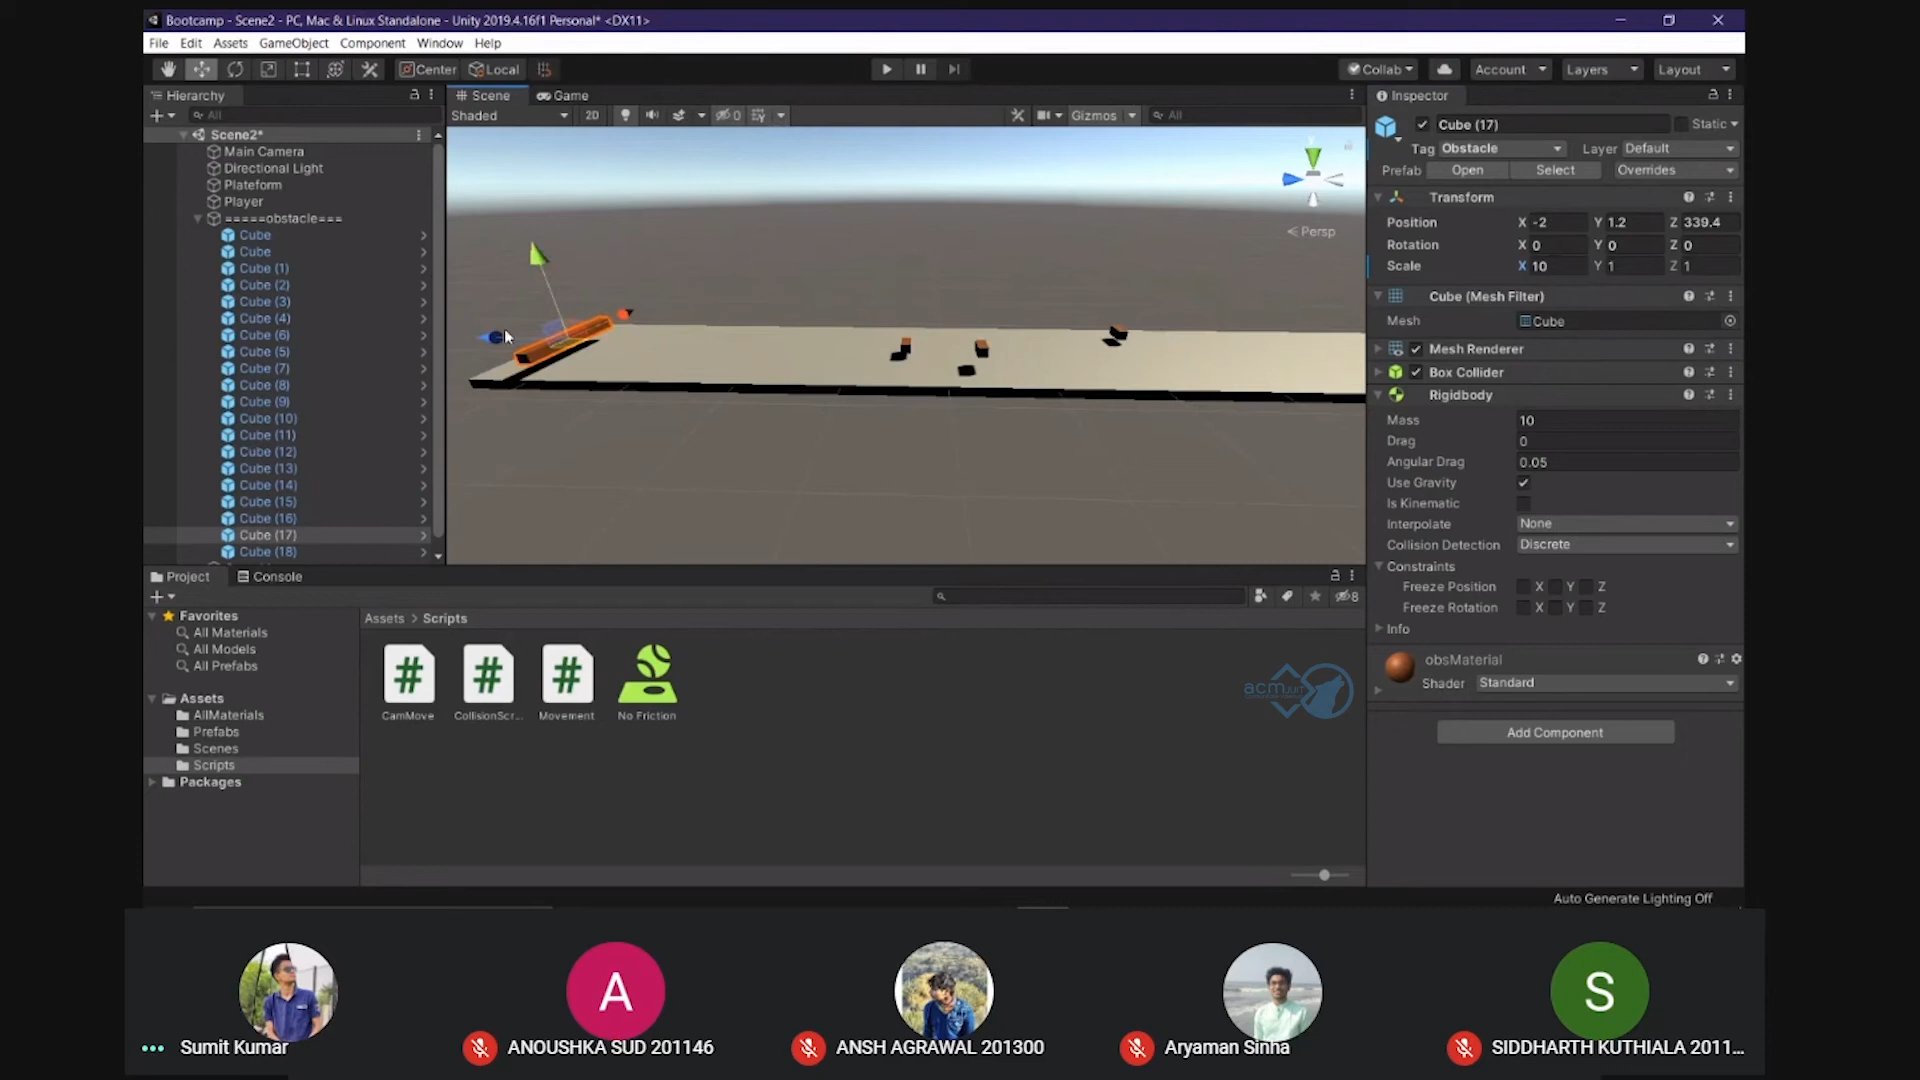 Bootcamp - Scene2 - PC, Mac & Linux Standalone - Unity 2019.4.16f1 Personal* <DX11>
File Edit Assets GameObject Component Window Help
Center Local Collab Account Layers Layout
Hierarchy
All
Scene2*
Main Camera
Directional Light
Plateform
Player
=====obstacle===
Cube
Cube
Cube (1)
Cube (2)
Cube (3)
Cube (4)
Cube (6)
Cube (5)
Cube (7)
Cube (8)
Cube (9)
Cube (10)
Cube (11)
Cube (12)
Cube (13)
Cube (14)
Cube (15)
Cube (16)
Cube (17)
Cube (18)
Scene Game
Shaded 2D 0 Gizmos All
Persp
Inspector
Cube (17) Static
Tag Obstacle Layer Default
Prefab Open Select Overrides
Transform
Position X -2 Y 1.2 Z 339.4
Rotation X 0 Y 0 Z 0
Scale X 10 Y 1 Z 1
Cube (Mesh Filter)
Mesh Cube
Mesh Renderer
Box Collider
Rigidbody
Mass 10
Drag 0
Angular Drag 0.05
Use Gravity
Is Kinematic
Interpolate None
Collision Detection Discrete
Constraints
Freeze Position X Y Z
Freeze Rotation X Y Z
Info
obsMaterial
Shader Standard
Add Component
Project Console
8
Favorites
All Materials
All Models
All Prefabs
Assets
AllMaterials
Prefabs
Scenes
Scripts
Packages
Assets > Scripts
CamMove CollisionScr... Movement No Friction
acm JUIT
Auto Generate Lighting Off
A S
Sumit Kumar ANOUSHKA SUD 201146 ANSH AGRAWAL 201300 Aryaman Sinha SIDDHARTH KUTHIALA 2011...